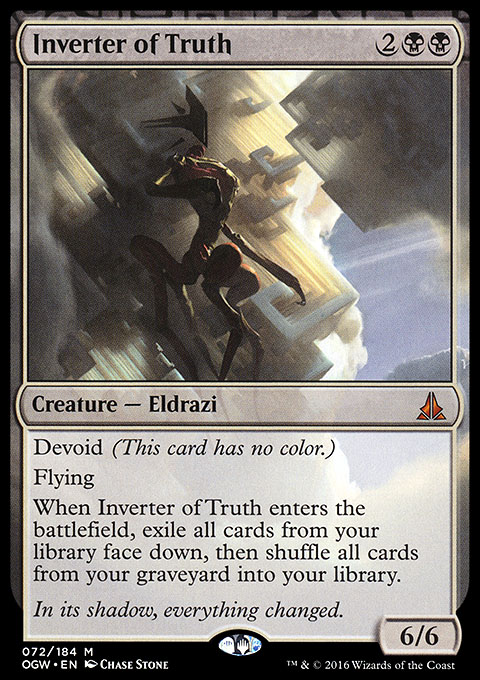 Inverter of Truth 2
Creature — Eldrazi
Devoid (This card has no color.)
Flying
When Inverter of Truth enters the
battlefield, exile all cards from your
library face down, then shuffle all cards
from your graveyard into your library.
In its shadow, everything changed.
6/6
072/184 M
OGW • EN Chase Stone
™ & © 2016 Wizards of the Coast